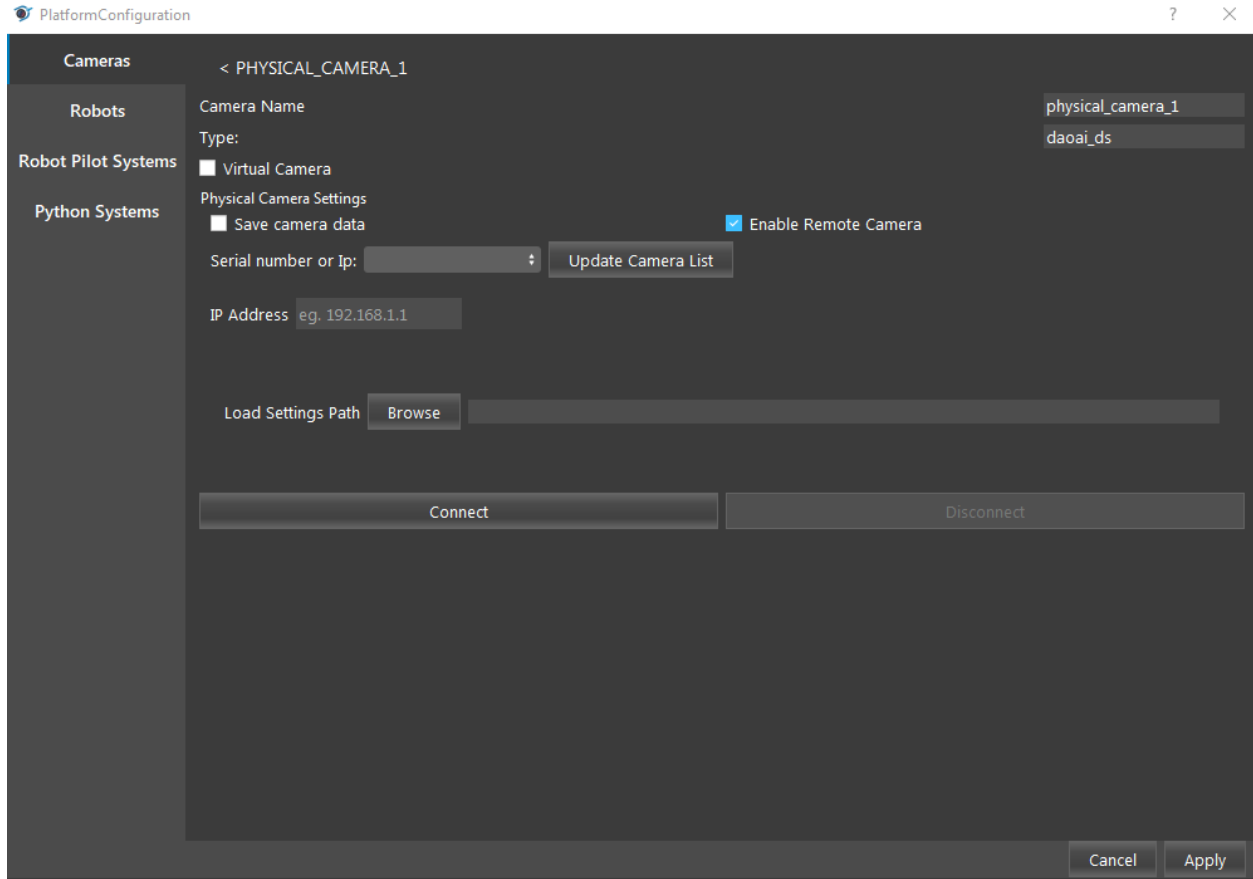 PlatformConfiguration ?
Cameras
Robots
Robot Pilot Systems
Python Systems
< PHYSICAL_CAMERA_1
Camera Name physical_camera_1
Type: daoai_ds
Virtual Camera
Physical Camera Settings
Save camera data Enable Remote Camera
Serial number or Ip: Update Camera List
IP Address eg. 192.168.1.1
Load Settings Path Browse
Connect Disconnect
Cancel Apply